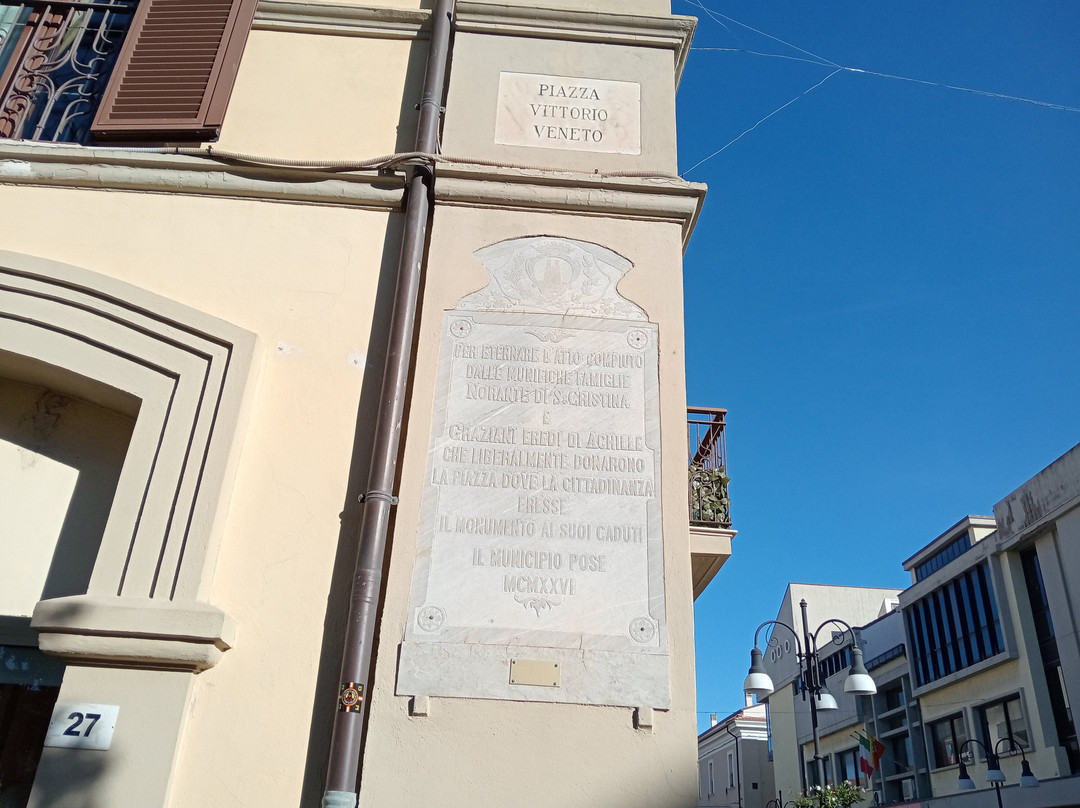 PIAZZA
VITTORIO
VENETO
PER ETERNARE L'ATTO COMPIUTO
DALLE MUNIFICHE FAMIGLIE
NORANTE DI S. CRISTINA
E
GRAZIANI EREDI DI ACHILLE
CHE LIBERALMENTE DONARONO
LA PIAZZA DOVE LA CITTADINANZA
ERESSE
IL MONUMENTO AI SUOI CADUTI
IL MUNICIPIO POSE
MCMXXVI
27